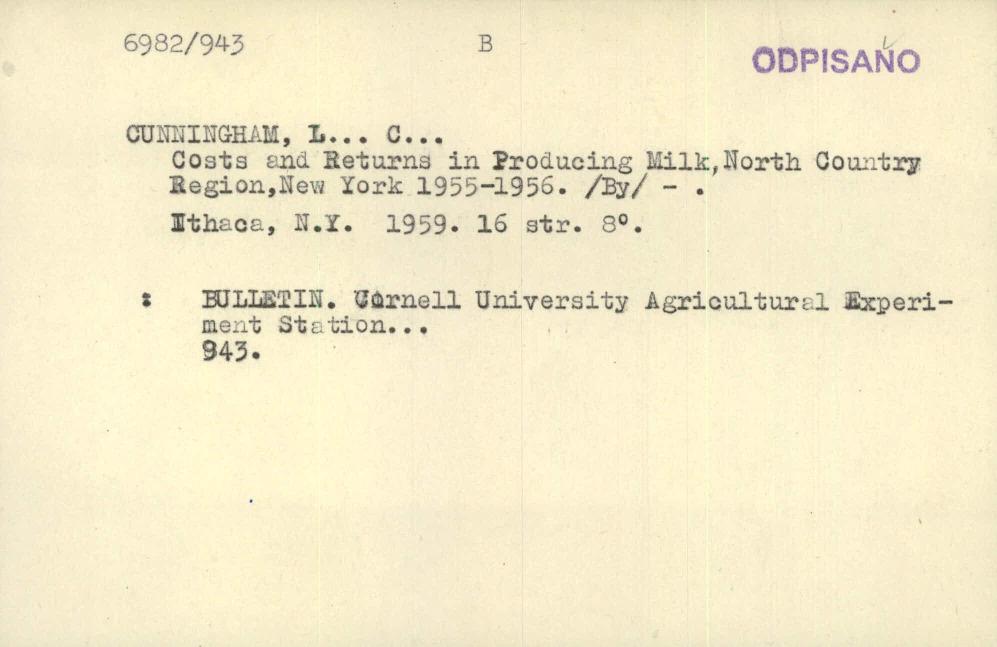 6982/943 B ODPISANO
CUNNINGHAM, L... C...
Costs and Returns in Producing Milk,North Country
Region,New York 1955-1956. /By/ - .
Ithaca, N.Y. 1959. 16 str. 8°.
: BULLETIN. Cornell University Agricultural Experi-
ment Station...
943.